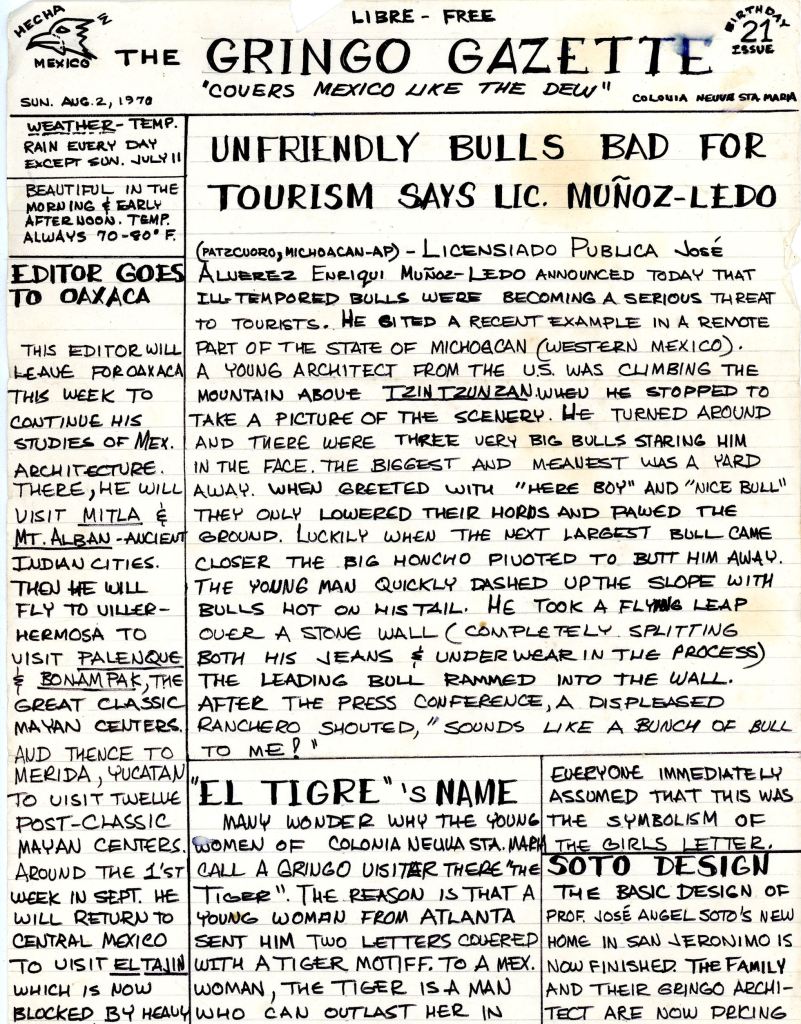 LIBRE - FREE
HECHA EN MEXICO
THE GRINGO GAZETTE
BIRTHDAY 21 ISSUE
"COVERS MEXICO LIKE THE DEW"
SUN. AUG. 2, 1970
COLONIA NEUVE STA. MARIA
WEATHER - TEMP.
RAIN EVERY DAY
EXCEPT SUN. JULY 11
BEAUTIFUL IN THE
MORNING & EARLY
AFTERNOON. TEMP.
ALWAYS 70-80° F.
EDITOR GOES
TO OAXACA
THIS EDITOR WILL
LEAVE FOR OAXACA
THIS WEEK TO
CONTINUE HIS
STUDIES OF MEX.
ARCHITECTURE.
THERE, HE WILL
VISIT MITLA &
MT. ALBAN - ANCIENT
INDIAN CITIES.
THEN HE WILL
FLY TO VILLER-
HERMOSA TO
VISIT PALENQUE
& BONAMPAK, THE
GREAT CLASSIC
MAYAN CENTERS.
AND THENCE TO
MERIDA, YUCATAN
TO VISIT TWELVE
POST-CLASSIC
MAYAN CENTERS.
AROUND THE 1'ST
WEEK IN SEPT. HE
WILL RETURN TO
CENTRAL MEXICO
TO VISIT EL TAJIN
WHICH IS NOW
BLOCKED BY HEAVY
UNFRIENDLY BULLS BAD FOR
TOURISM SAYS LIC. MUÑOZ-LEDO
(PATZCUORO, MICHOACAN-AP) - LICENSIADO PUBLICA JOSÉ
ALVEREZ ENRIQUI MUÑOZ-LEDO ANNOUNCED TODAY THAT
ILL-TEMPORED BULLS WERE BECOMING A SERIOUS THREAT
TO TOURISTS. HE CITED A RECENT EXAMPLE IN A REMOTE
PART OF THE STATE OF MICHOACAN (WESTERN MEXICO).
A YOUNG ARCHITECT FROM THE U.S. WAS CLIMBING THE
MOUNTAIN ABOVE TZINTZUNZAN WHEN HE STOPPED TO
TAKE A PICTURE OF THE SCENERY. HE TURNED AROUND
AND THERE WERE THREE VERY BIG BULLS STARING HIM
IN THE FACE. THE BIGGEST AND MEANEST WAS A YARD
AWAY. WHEN GREETED WITH "HERE BOY" AND "NICE BULL"
THEY ONLY LOWERED THEIR HORNS AND PAWED THE
GROUND. LUCKILY WHEN THE NEXT LARGEST BULL CAME
CLOSER THE BIG HONCHO PIVOTED TO BUTT HIM AWAY.
THE YOUNG MAN QUICKLY DASHED UP THE SLOPE WITH
BULLS HOT ON HIS TAIL. HE TOOK A FLYING LEAP
OVER A STONE WALL (COMPLETELY SPLITTING
BOTH HIS JEANS & UNDERWEAR IN THE PROCESS)
THE LEADING BULL RAMMED INTO THE WALL.
AFTER THE PRESS CONFERENCE, A DISPLEASED
RANCHERO SHOUTED, "SOUNDS LIKE A BUNCH OF BULL
TO ME!"
"EL TIGRE"'S NAME
MANY WONDER WHY THE YOUNG
WOMEN OF COLONIA NEUVA STA. MARIA
CALL A GRINGO VISITAR THERE "THE
TIGER". THE REASON IS THAT A
YOUNG WOMAN FROM ATLANTA
SENT HIM TWO LETTERS COVERED
WITH A TIGER MOTIFF. TO A MEX.
WOMAN, THE TIGER IS A MAN
WHO CAN OUTLAST HER IN
EVERYONE IMMEDIATELY
ASSUMED THAT THIS WAS
THE SYMBOLISM OF
THE GIRLS LETTER.
SOTO DESIGN
THE BASIC DESIGN OF
PROF. JOSÉ ANGEL SOTO'S NEW
HOME IN SAN JERONIMO IS
NOW FINISHED. THE FAMILY
AND THEIR GRINGO ARCHI-
TECT ARE NOW PRCING